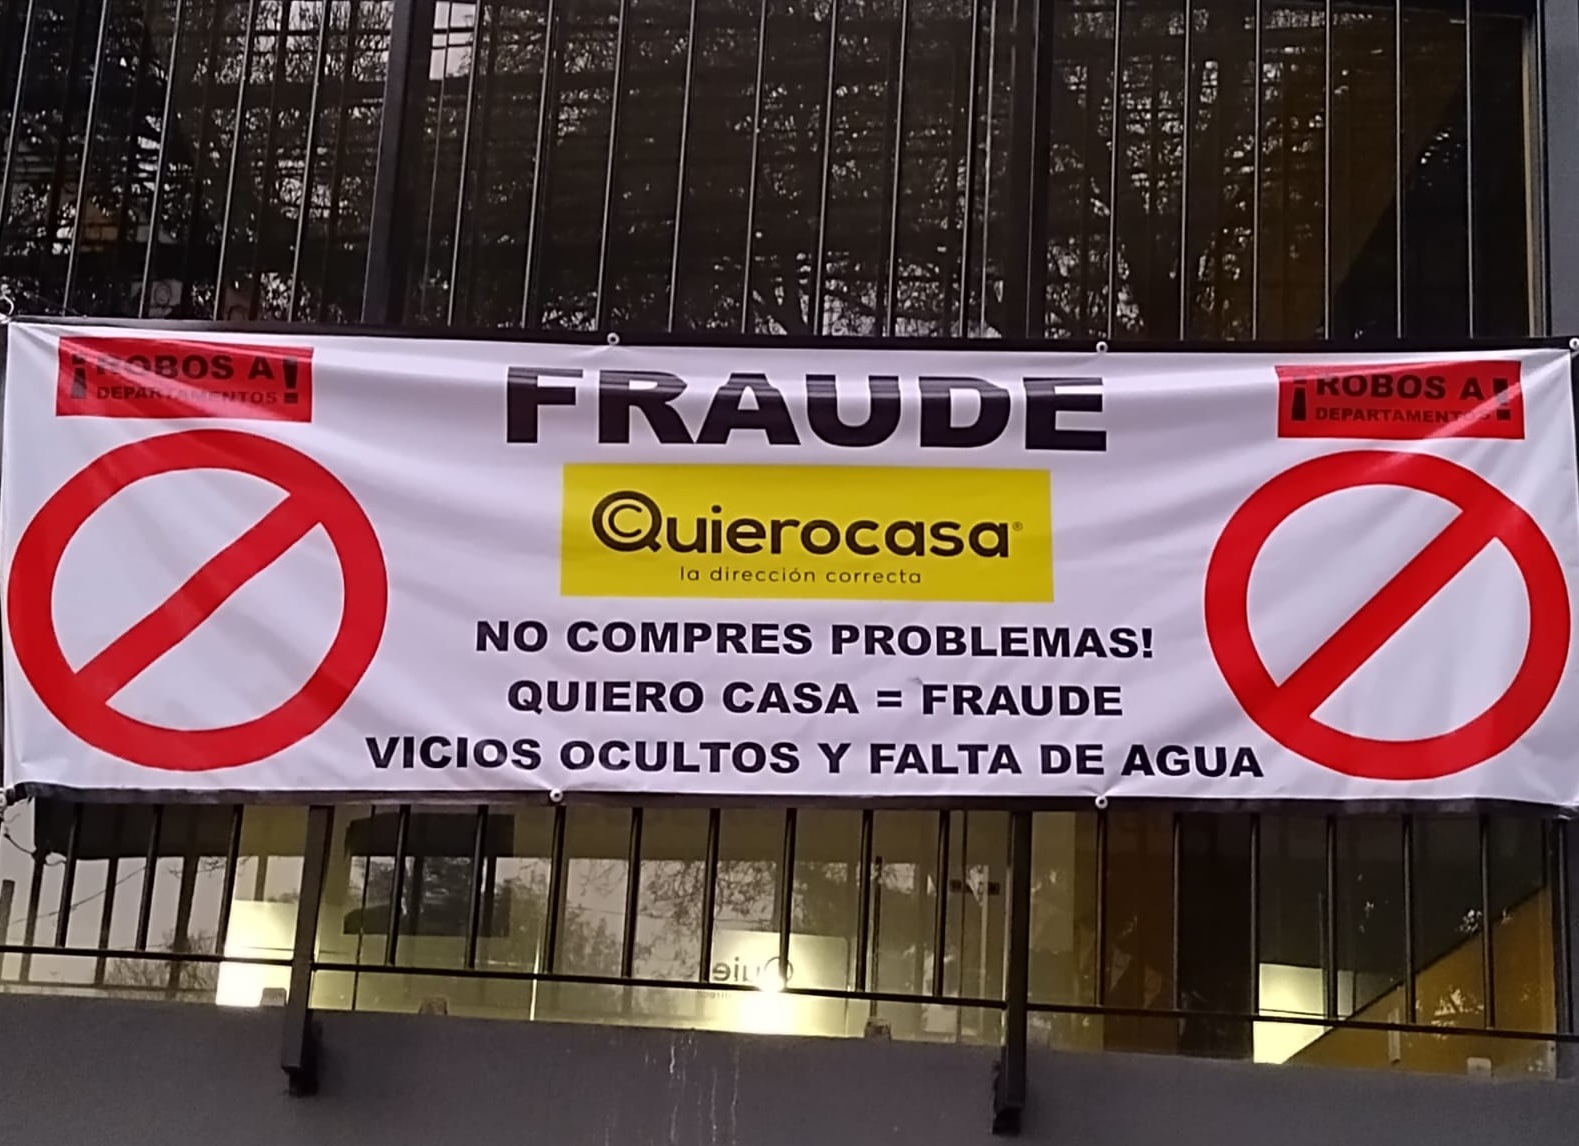 ¡ROBOS A!
DEPARTAMENTOS
FRAUDE
¡ROBOS A!
DEPARTAMENTOS
Quierocasa®
la dirección correcta
NO COMPRES PROBLEMAS!
QUIERO CASA = FRAUDE
VICIOS OCULTOS Y FALTA DE AGUA
Quie